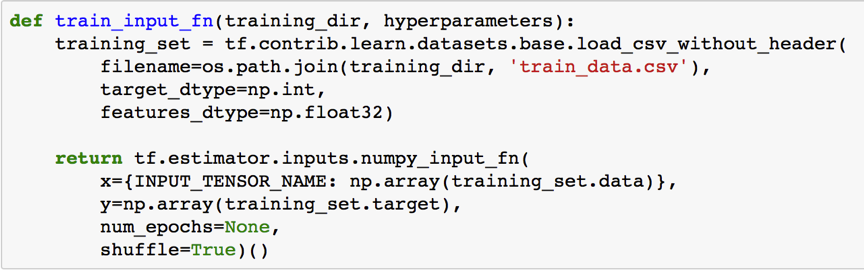 def train_input_fn(training_dir, hyperparameters):
    training_set = tf.contrib.learn.datasets.base.load_csv_without_header(
        filename=os.path.join(training_dir, 'train_data.csv'),
        target_dtype=np.int,
        features_dtype=np.float32)

    return tf.estimator.inputs.numpy_input_fn(
        x={INPUT_TENSOR_NAME: np.array(training_set.data)},
        y=np.array(training_set.target),
        num_epochs=None,
        shuffle=True)()